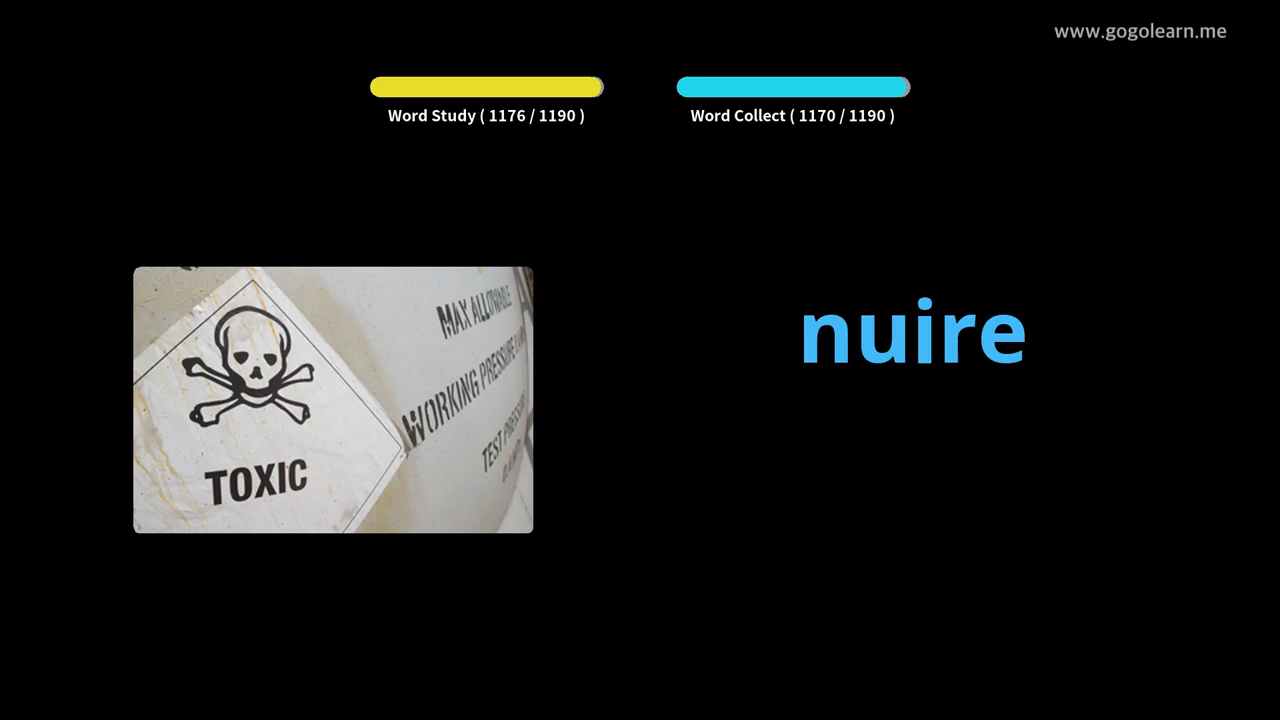 www.gogolearn.me
Word Study ( 1176 / 1190 )
Word Collect ( 1170 / 1190 )
nuire
MAX ALLOWABLE
WORKING PRESSURE
TEST PRESSURE
TOXIC